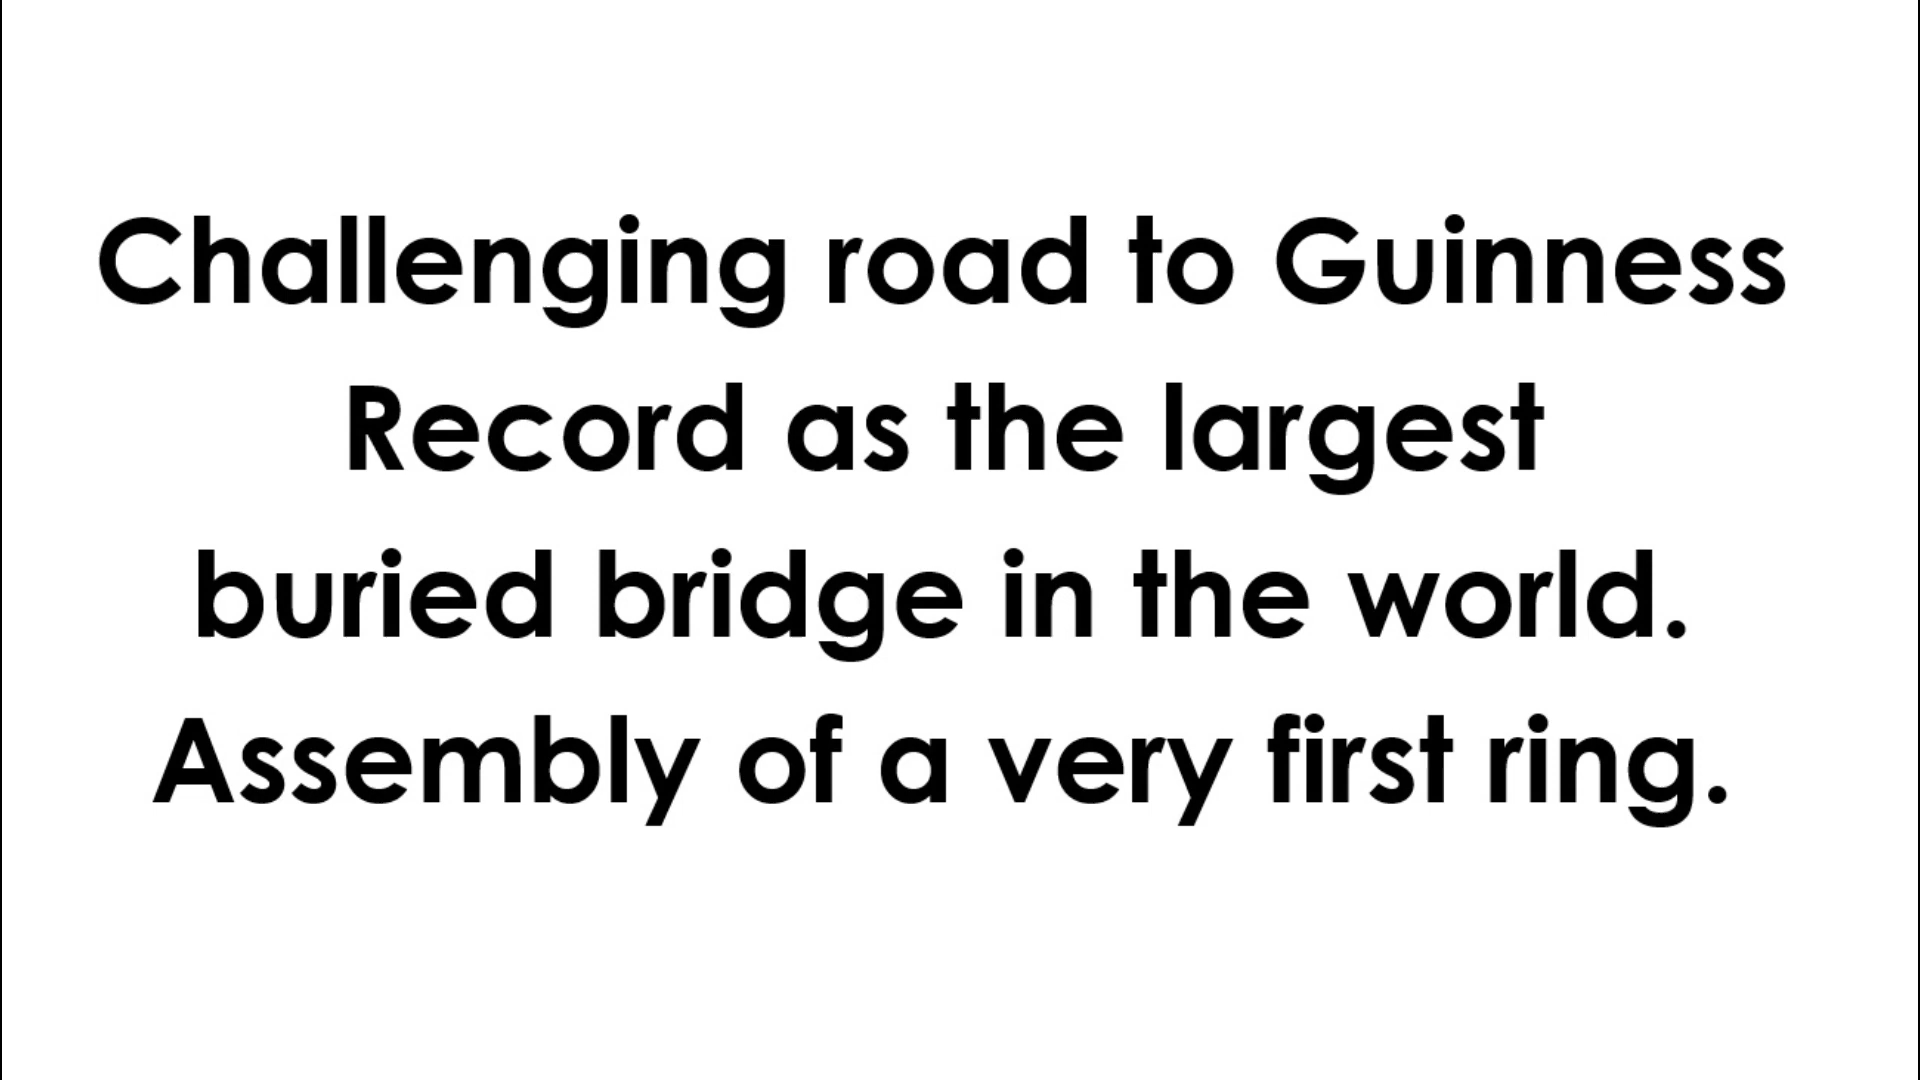 Challenging road to Guinness
Record as the largest
buried bridge in the world.
Assembly of a very first ring.